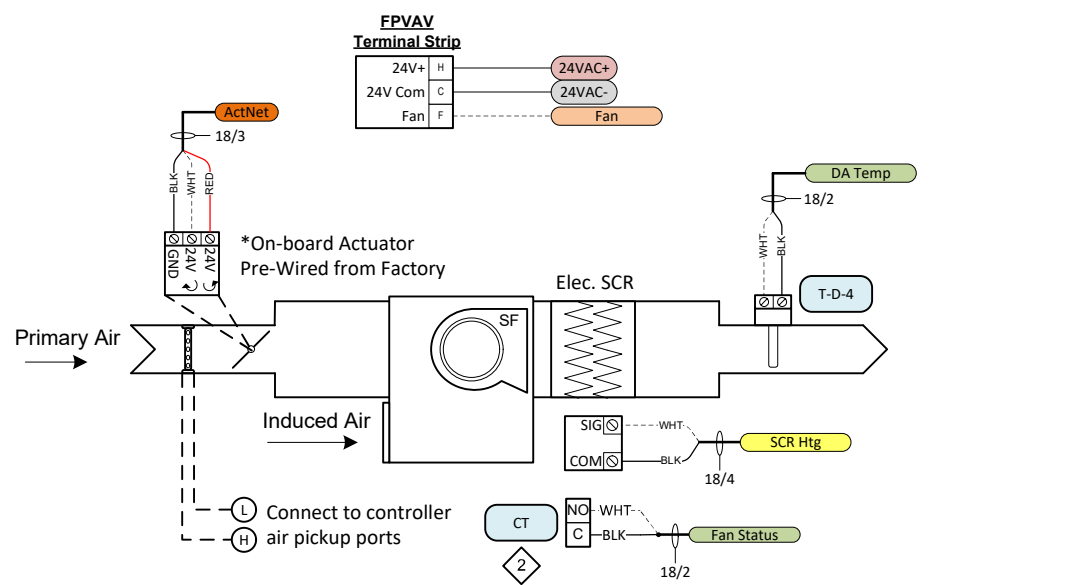 FPVAV
Terminal Strip
24V+ H 24VAC+
24V Com C 24VAC-
Fan F Fan
ActNet
18/3
BLK WHT RED
GND 24V 24V
*On-board Actuator
Pre-Wired from Factory
DA Temp
18/2
WHT BLK
T-D-4
Elec. SCR
SF
Primary Air
Induced Air
SIG WHT
COM BLK
SCR Htg
18/4
L
H
Connect to controller
air pickup ports
CT
2
NO WHT
C BLK
Fan Status
18/2